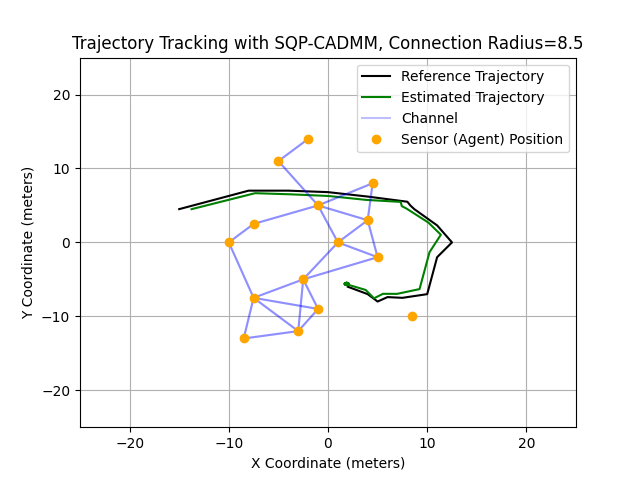 Trajectory Tracking with SQP-CADMM, Connection Radius=8.5
Reference Trajectory
Estimated Trajectory
Channel
Sensor (Agent) Position
20
10
0
−10
−20
Y Coordinate (meters)
−20 −10 0 10 20
X Coordinate (meters)